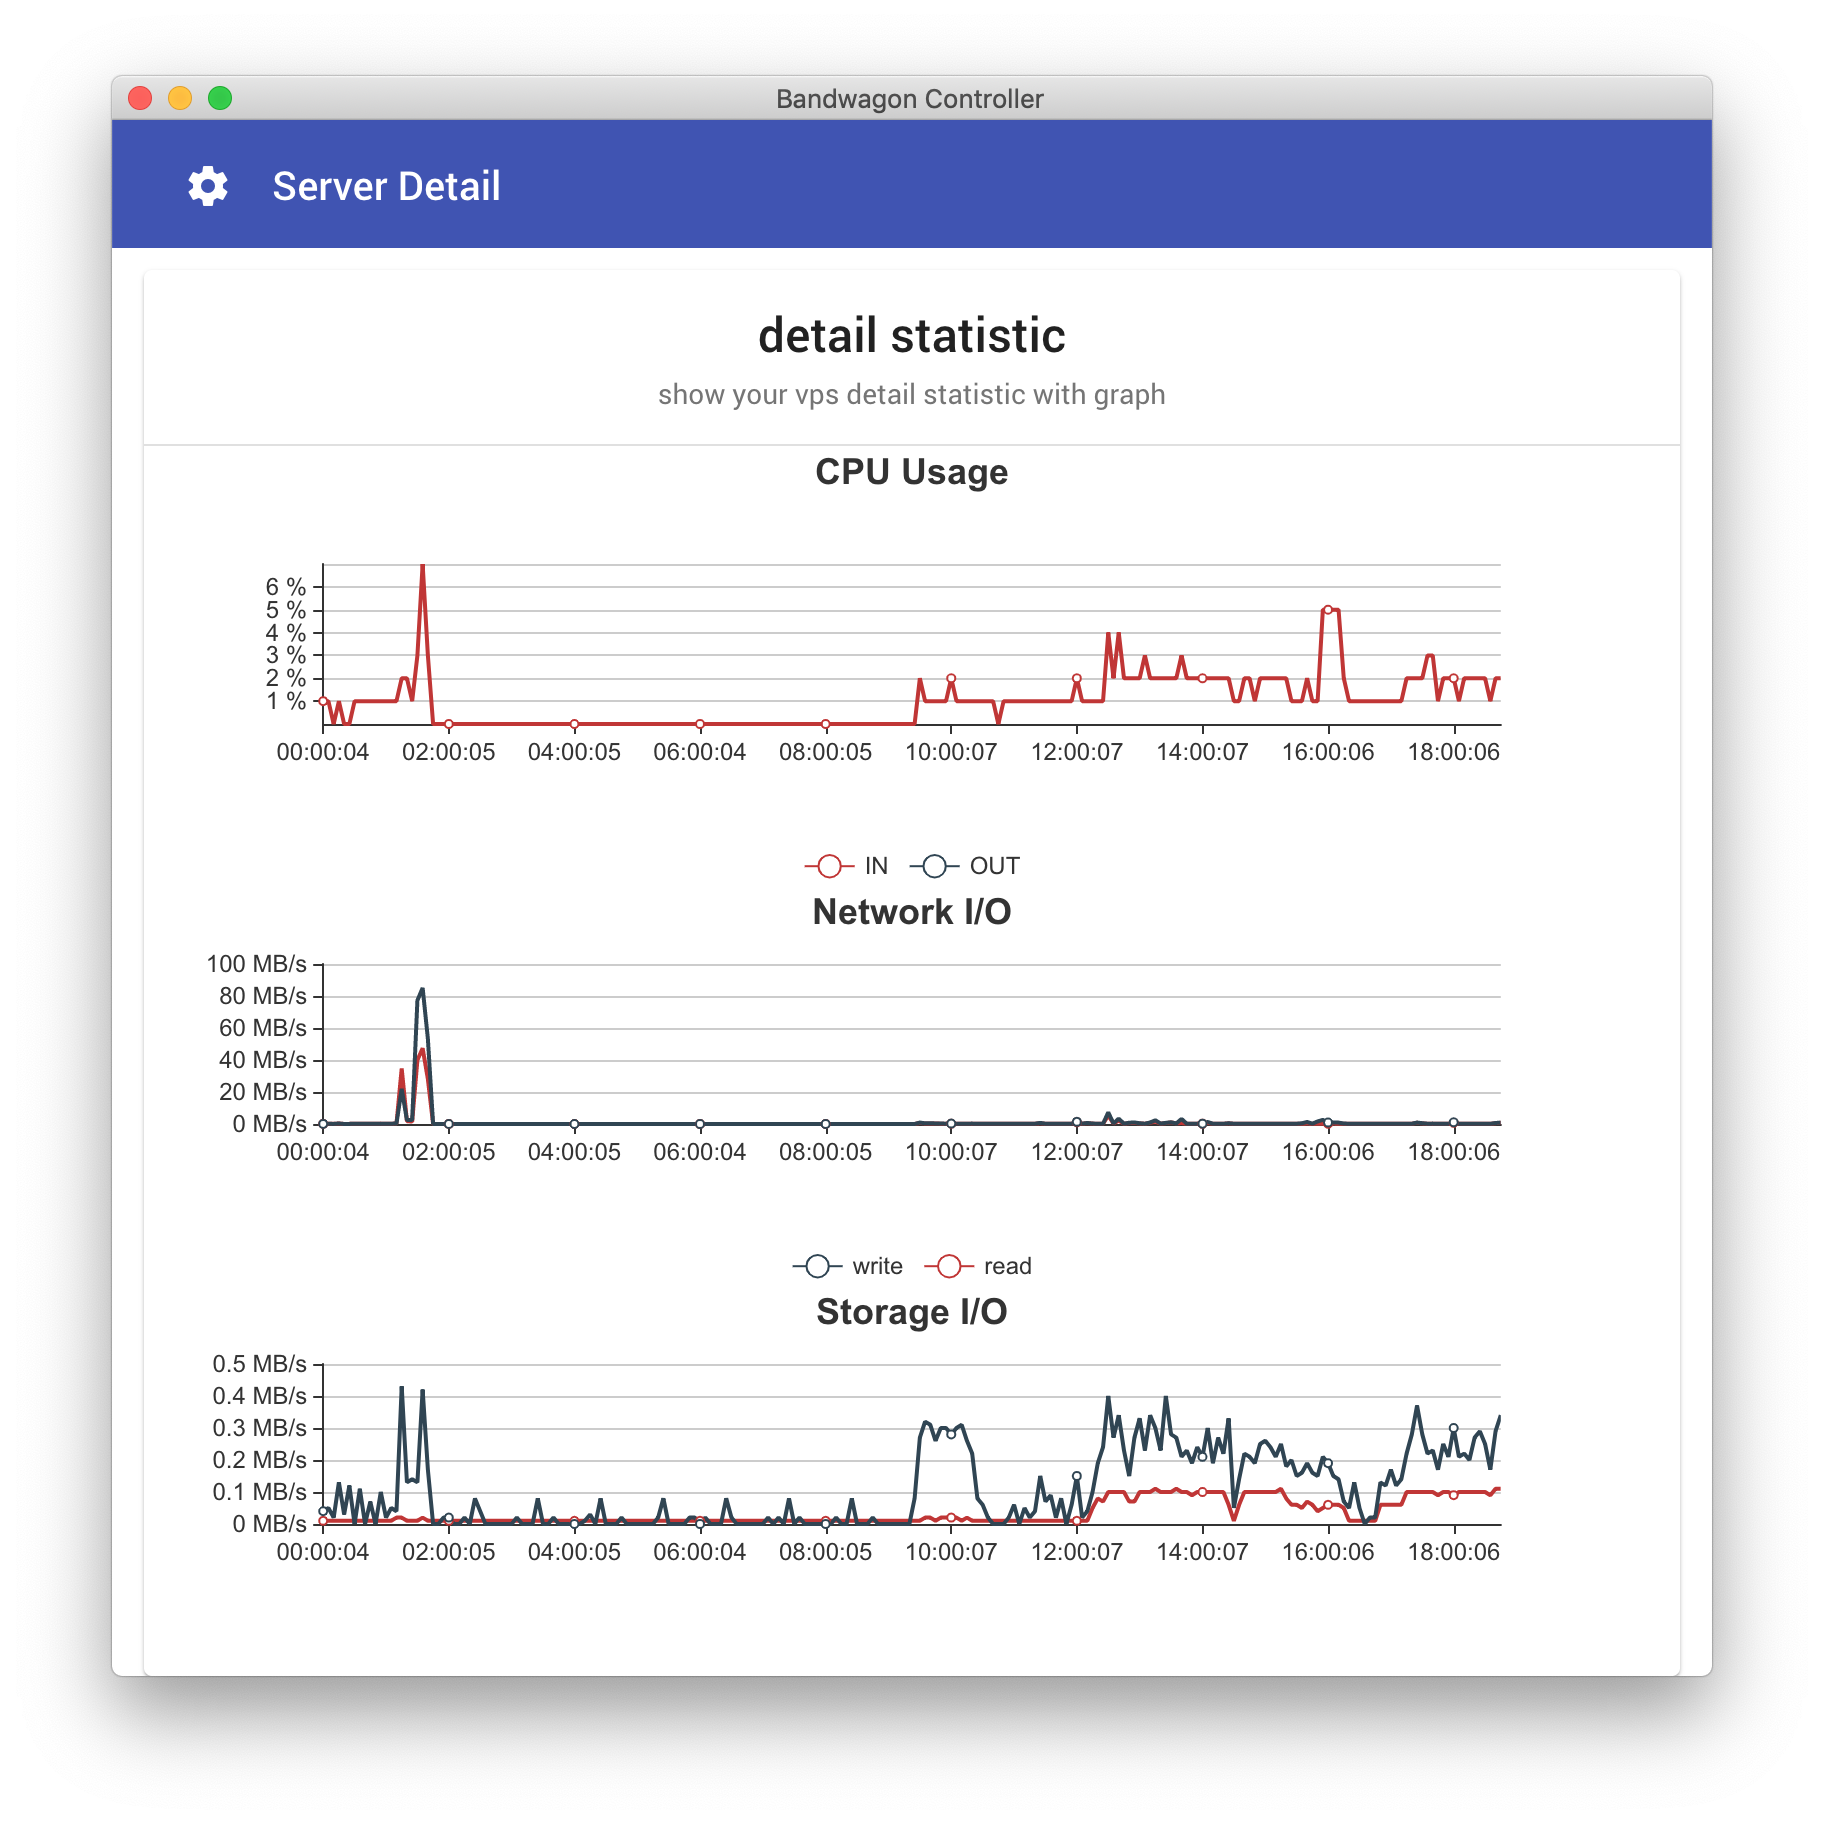 Bandwagon Controller
Server Detail
detail statistic
show your vps detail statistic with graph
CPU Usage
6 %
5 %
4 %
3 %
2 %
1 %
00:00:04 02:00:05 04:00:05 06:00:04 08:00:05 10:00:07 12:00:07 14:00:07 16:00:06 18:00:06
IN OUT
Network I/O
100 MB/s
80 MB/s
60 MB/s
40 MB/s
20 MB/s
0 MB/s
00:00:04 02:00:05 04:00:05 06:00:04 08:00:05 10:00:07 12:00:07 14:00:07 16:00:06 18:00:06
write read
Storage I/O
0.5 MB/s
0.4 MB/s
0.3 MB/s
0.2 MB/s
0.1 MB/s
0 MB/s
00:00:04 02:00:05 04:00:05 06:00:04 08:00:05 10:00:07 12:00:07 14:00:07 16:00:06 18:00:06